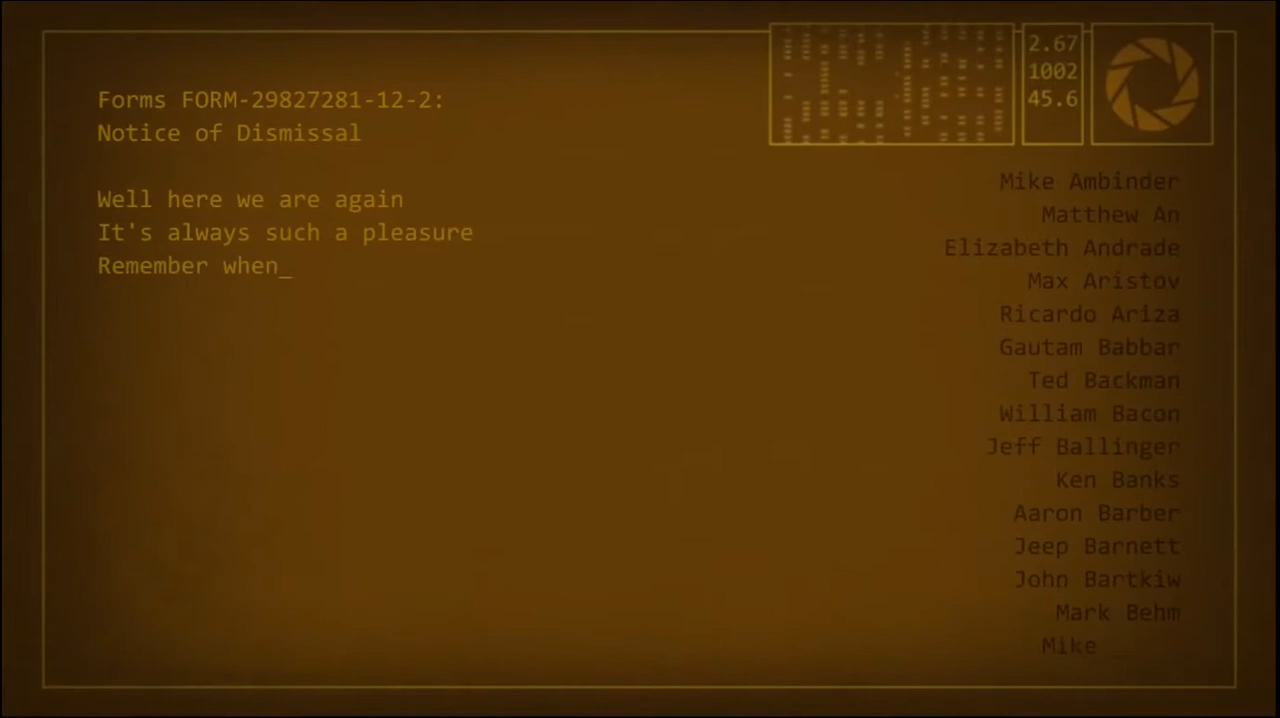 Forms FORM-29827281-12-2:
Notice of Dismissal
Well here we are again
It's always such a pleasure
Remember when_
2.67
1002
45.6
Mike Ambinder
Matthew An
Elizabeth Andrade
Max Aristov
Ricardo Ariza
Gautam Babbar
Ted Backman
William Bacon
Jeff Ballinger
Ken Banks
Aaron Barber
Jeep Barnett
John Bartkiw
Mark Behm
Mike